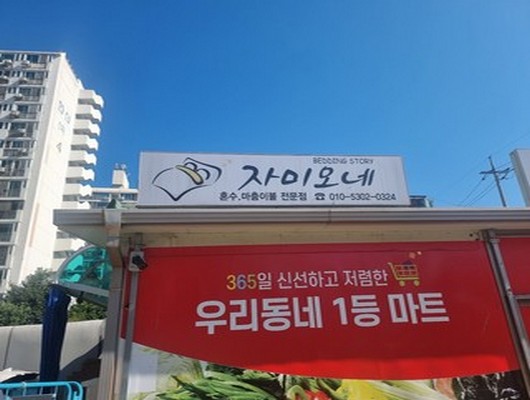 BEDDING STORY
자미오네
혼수,맞춤이불 전문점 ☎ 010-5302-0324
365일 신선하고 저렴한
우리동네 1등 마트